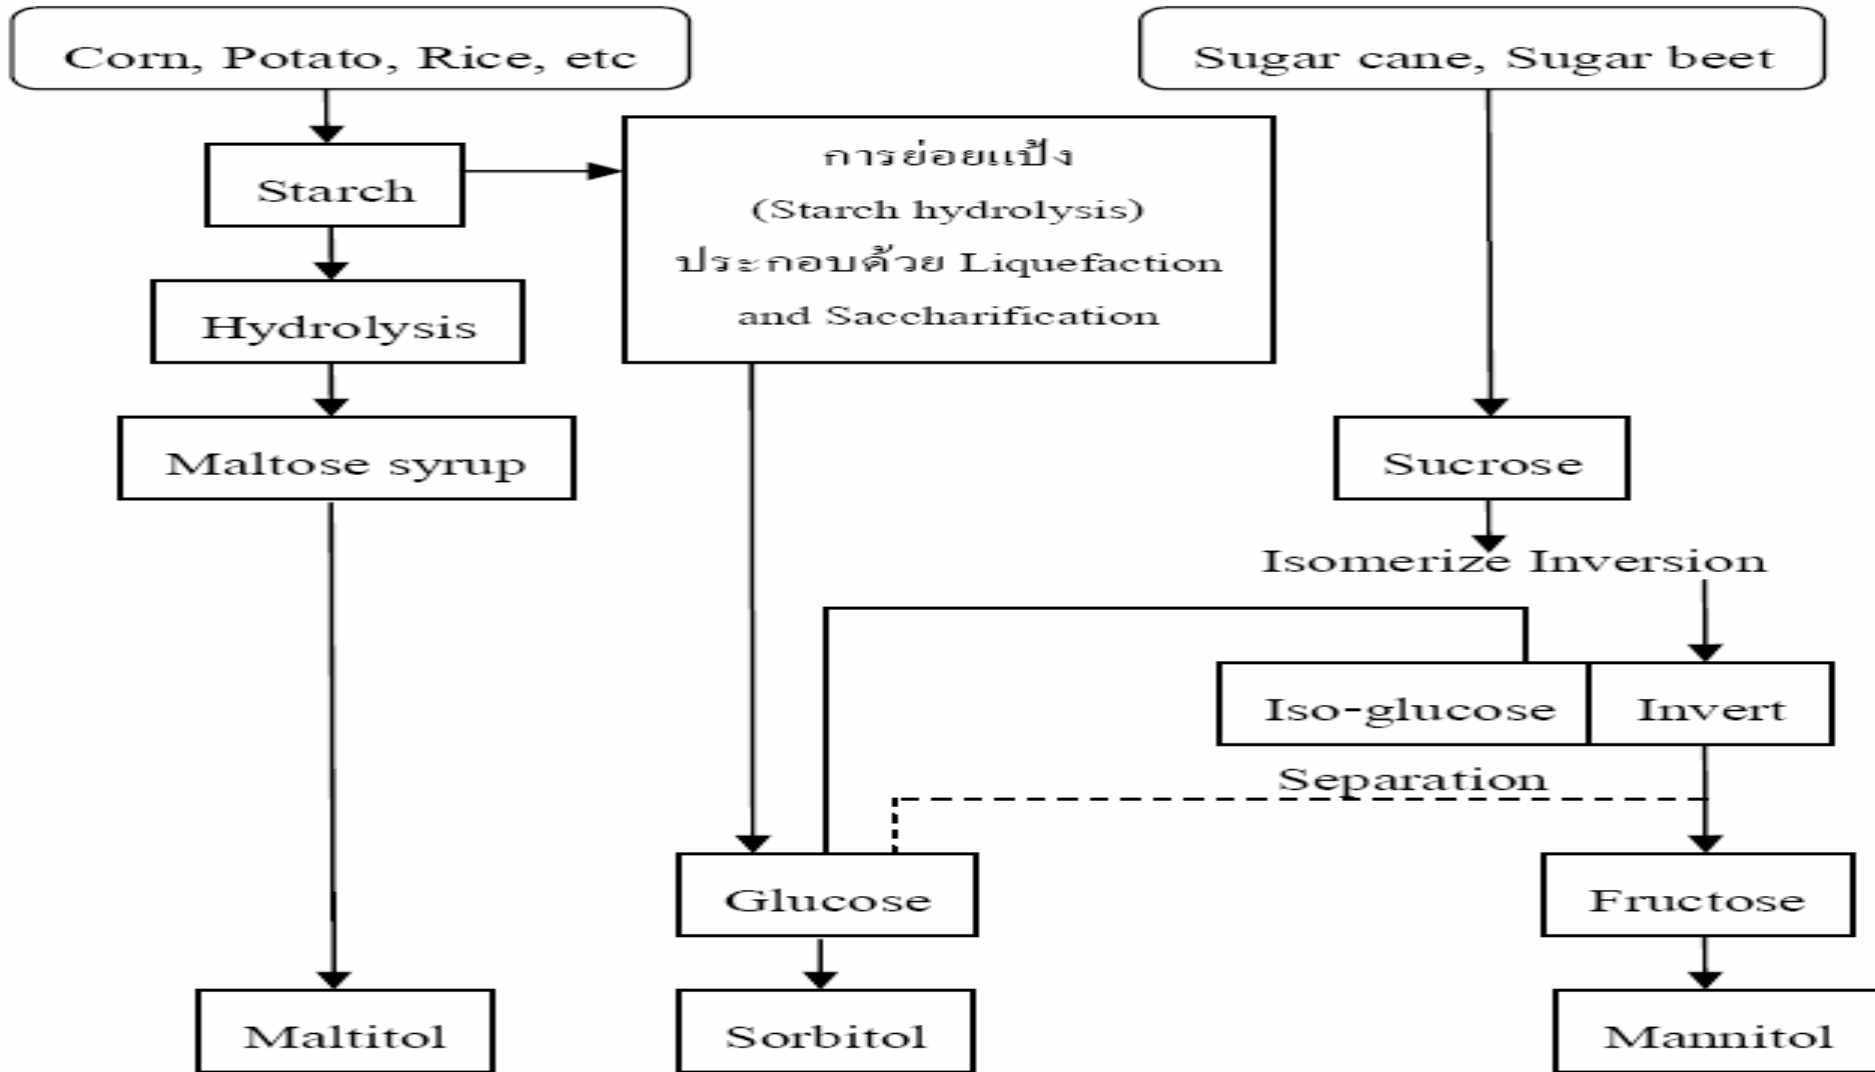 Corn, Potato, Rice, etc
Sugar cane, Sugar beet
Starch
การย่อยแป้ง
(Starch hydrolysis)
ประกอบด้วย Liquefaction
and Saccharification
Hydrolysis
Maltose syrup
Sucrose
Isomerize Inversion
Iso-glucose
Invert
Separation
Glucose
Fructose
Maltitol
Sorbitol
Mannitol